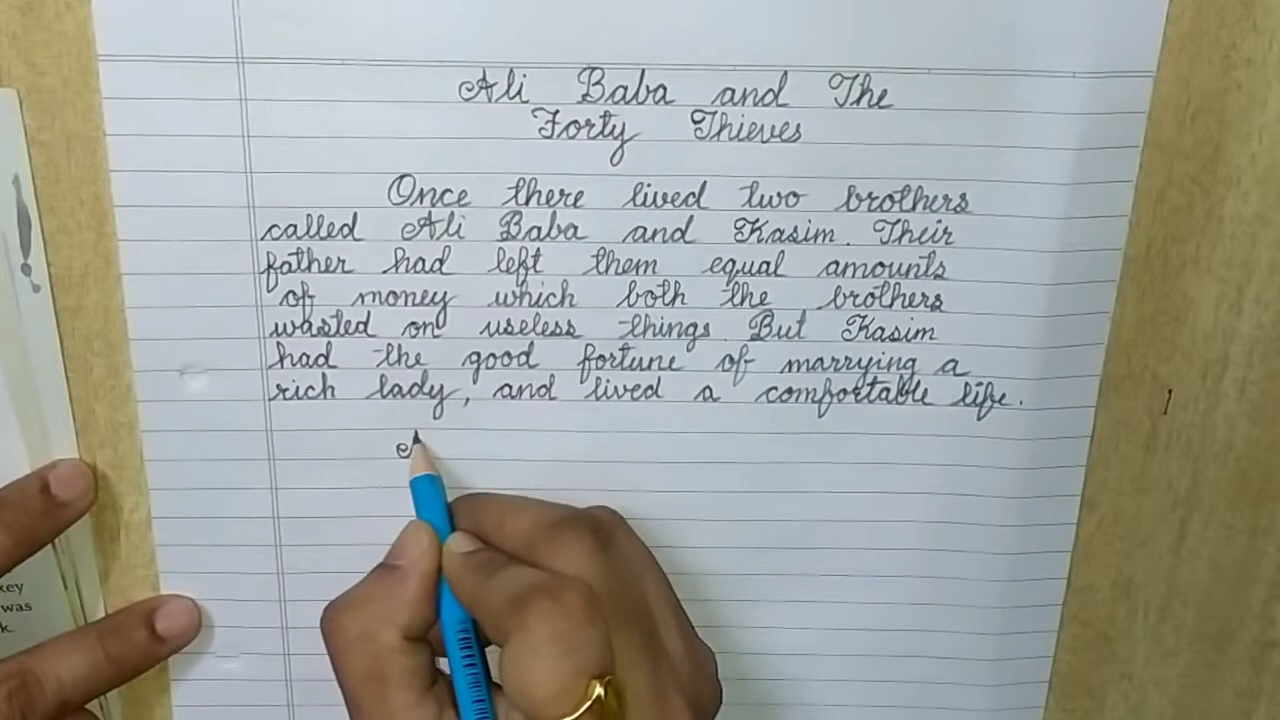 Ali Baba and The
Forty Thieves
Once there lived two brothers
called Ali Baba and Kasim. Their
father had left them equal amounts
of money which both the brothers
wasted on useless things. But Kasim
had the good fortune of marrying a
rich lady, and lived a comfortable life.
key
was
k.